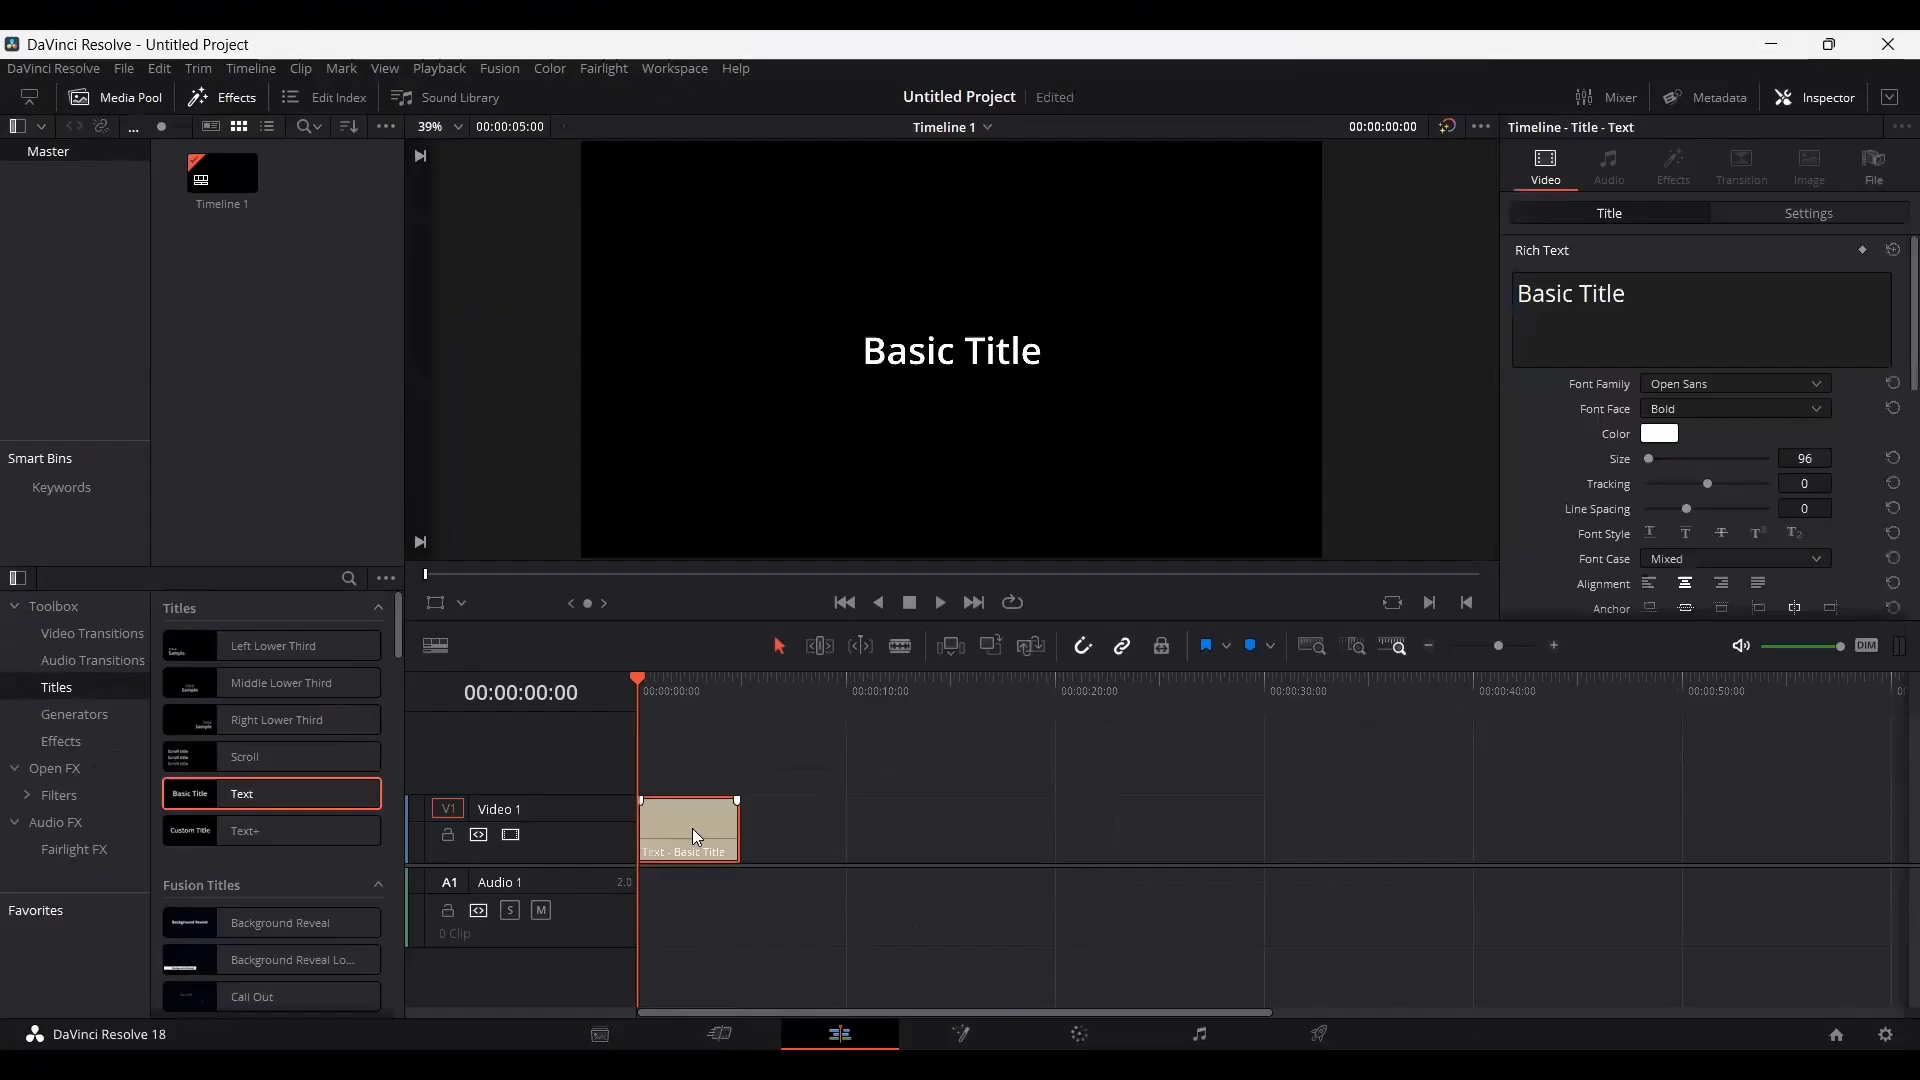 DaVinci Resolve - Untitled Project
DaVinci Resolve File Edit Trim Timeline Clip Mark View Playback Fusion Color Fairlight Workspace Help
Media Pool Effects Edit Index Sound Library Untitled Project Edited Mixer Metadata Inspector
39% 00:00:05:00 Timeline 1 00:00:00:00 Timeline - Title - Text
Master
Timeline 1
Smart Bins
Keywords
Basic Title
Video Audio Effects Transition Image File
Title Settings
Rich Text
Basic Title
Font Family Open Sans
Font Face Bold
Color
Size 96
Tracking 0
Line Spacing 0
Font Style
Font Case Mixed
Alignment
Anchor
Toolbox
Video Transitions
Audio Transitions
Titles
Generators
Effects
Open FX
Filters
Audio FX
Fairlight FX
Favorites
Titles
Left Lower Third
Middle Lower Third
Right Lower Third
Scroll
Basic Title Text
Custom Title Text+
Fusion Titles
Background Reveal Background Reveal
Background Reveal Lo...
Call Out
DIM
00:00:00:00 00:00:00:00 00:00:10:00 00:00:20:00 00:00:30:00 00:00:40:00 00:00:50:00
V1 Video 1
Text - Basic Title
A1 Audio 1 2.0
S M
0 Clip
DaVinci Resolve 18